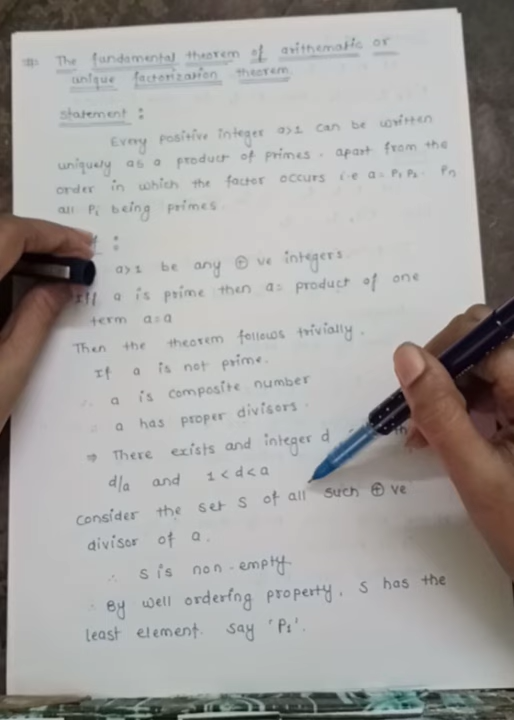 The fundamental theorem of arithematic or
unique factorization theorem.
Statement :
Every positive integer a>1 can be written
uniquely as a product of primes. apart from the
order in which the factor occurs i.e a = P1 P2 . Pn
all Pi being primes
:
a>1 be any ⊕ ve integers.
Iff a is prime then a = product of one
term a=a
Then the theorem follows trivially.
If a is not prime.
∴ a is composite number
∴ a has proper divisors.
⇒ There exists and integer d
d/a and 1<d<a
Consider the set S of all such ⊕ ve
divisor of a.
∴ S is non-empty
∴ By well ordering property, S has the
least element. Say 'P1'.